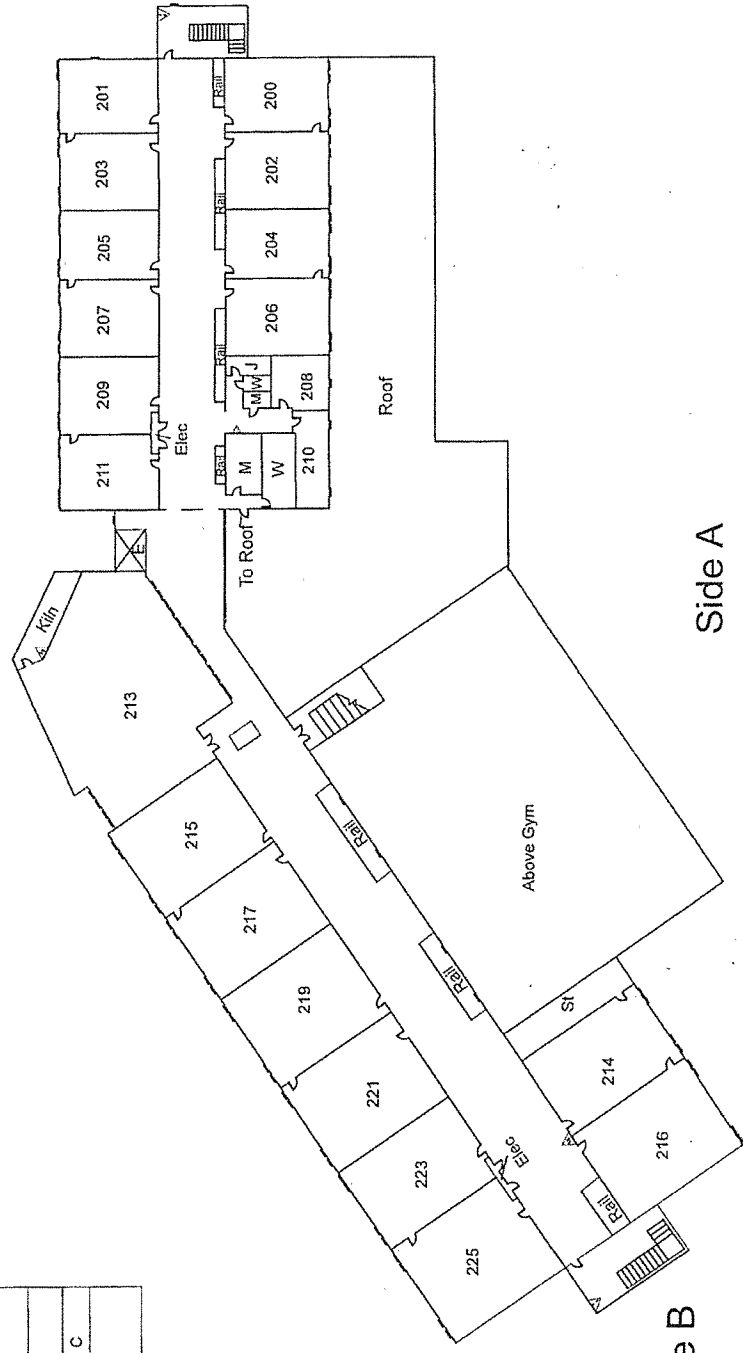 201
203
205
207
209
211
Elec
Rail
Rail
Rail
Rail
200
202
204
206
J
W
M
208
M
W
210
To Roof
Roof
E
Kiln
213
215
217
219
221
223
225
Elec
Rail
Rail
Rail
Above Gym
St
214
216
Side A
e B
C